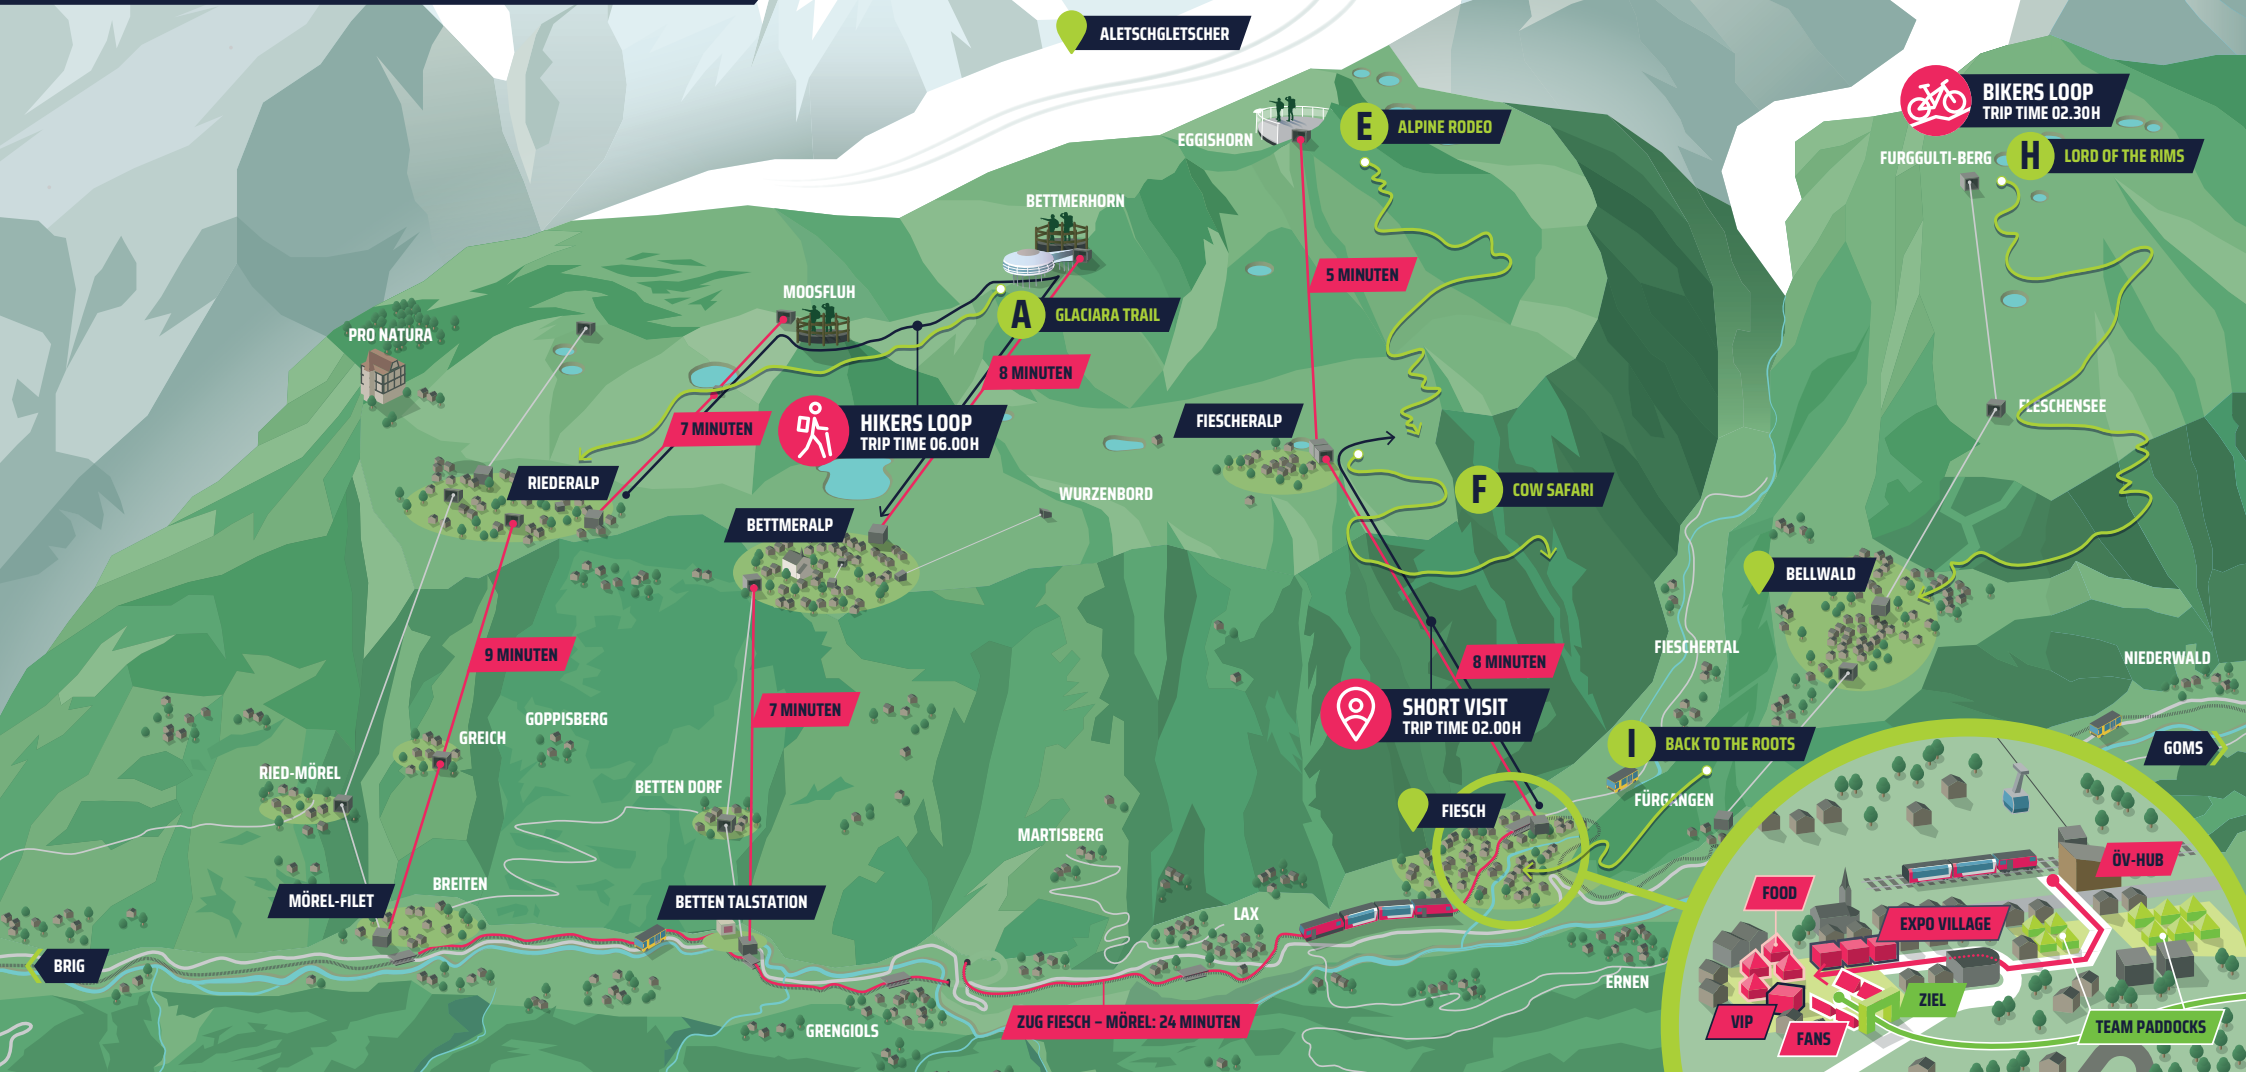 ALETSCHGLETSCHER
BIKERS LOOP
TRIP TIME 02.30H
E
ALPINE RODEO
EGGISHORN
FURGGULTI-BERG
H
LORD OF THE RIMS
BETTMERHORN
5 MINUTEN
MOOSFLUH
A
GLACIARA TRAIL
PRO NATURA
8 MINUTEN
FLESCHENSEE
7 MINUTEN
HIKERS LOOP
TRIP TIME 06.00H
FIESCHERALP
RIEDERALP
F
COW SAFARI
WURZENBORD
BETTMERALP
BELLWALD
9 MINUTEN
FIESCHERTAL
8 MINUTEN
NIEDERWALD
7 MINUTEN
SHORT VISIT
TRIP TIME 02.00H
GOPPISBERG
GREICH
I
BACK TO THE ROOTS
GOMS
RIED-MÖREL
BETTEN DORF
FÜRGANGEN
FIESCH
MARTISBERG
ÖV-HUB
BREITEN
FOOD
MÖREL-FILET
BETTEN TALSTATION
LAX
EXPO VILLAGE
BRIG
ERNEN
ZIEL
GRENGIOLS
ZUG FIESCH – MÖREL: 24 MINUTEN
VIP
FANS
TEAM PADDOCKS